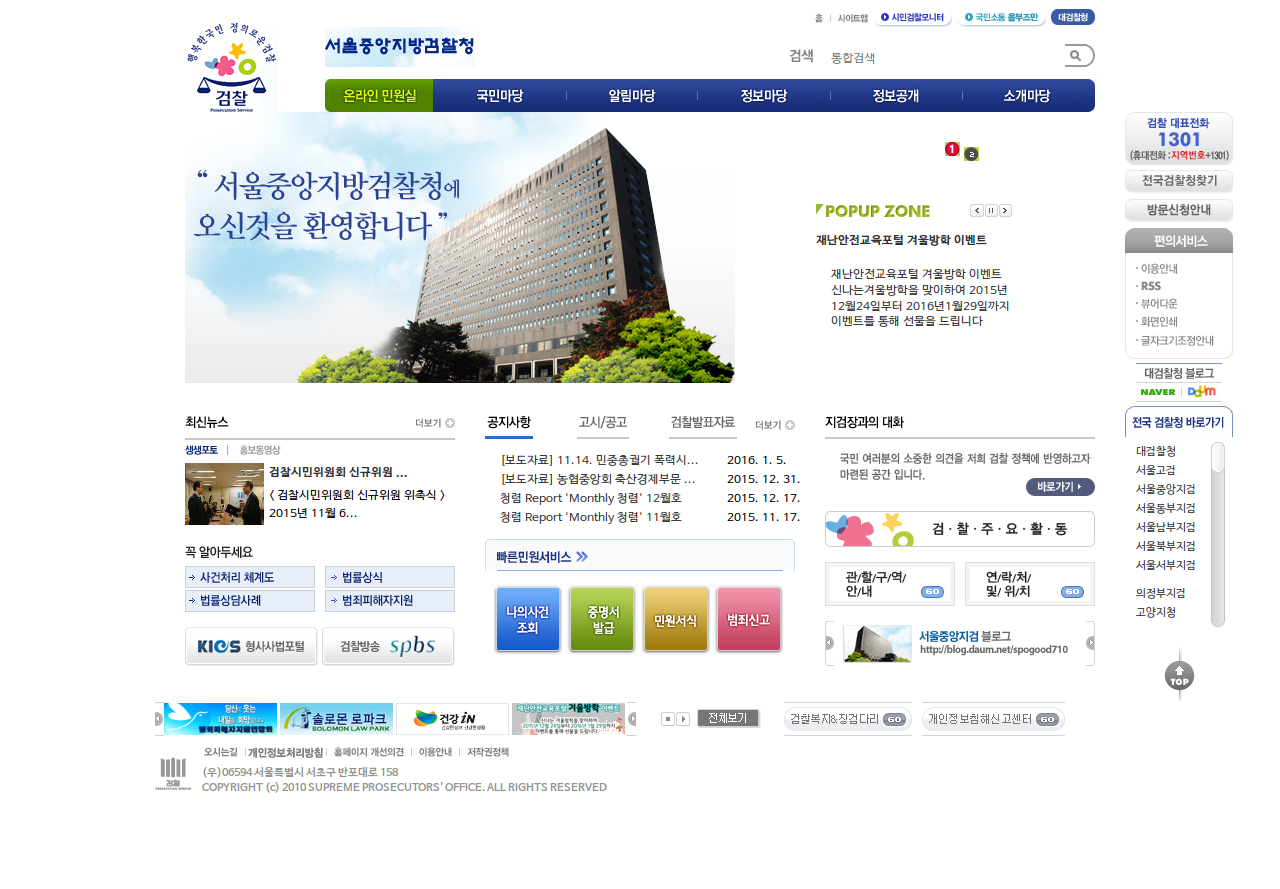 홈 사이트맵 시민검찰모니터 국민소통 옴부즈만 대검찰청
행복한국민 정의로운검찰
검찰
Prosecution Service
서울중앙지방검찰청
검색 통합검색
온라인 민원실 국민마당 알림마당 정보마당 정보공개 소개마당
“ 서울중앙지방검찰청에
오신것을 환영합니다 ”
1 2
POPUP ZONE
재난안전교육포털 겨울방학 이벤트
재난안전교육포털 겨울방학 이벤트
신나는겨울방학을 맞이하여 2015년
12월24일부터 2016년1월29일까지
이벤트를 통해 선물을 드립니다
검찰 대표전화
1301
(휴대전화 :지역번호+1301)
전국검찰청찾기
방문신청안내
편의서비스
· 이용안내
· RSS
· 뷰어다운
· 화면인쇄
· 글자크기조정안내
대검찰청 블로그
NAVER Daum
전국 검찰청 바로가기
대검찰청
서울고검
서울중앙지검
서울동부지검
서울남부지검
서울북부지검
서울서부지검
의정부지검
고양지청
TOP
최신뉴스 더보기
생생포토 홍보동영상
검찰시민위원회 신규위원 ...
< 검찰시민위원회 신규위원 위촉식 >
2015년 11월 6...
꼭 알아두세요
사건처리 체계도 법률상식
법률상담사례 범죄피해자지원
KICS 형사사법포털 검찰방송 spbs
공지사항 고시/공고 검찰발표자료 더보기
[보도자료] 11.14. 민중총궐기 폭력시... 2016. 1. 5.
[보도자료] 농협중앙회 축산경제부문 ... 2015. 12. 31.
청렴 Report 'Monthly 청렴' 12월호 2015. 12. 17.
청렴 Report 'Monthly 청렴' 11월호 2015. 11. 17.
빠른민원서비스
나의사건
조회
증명서
발급
민원서식
범죄신고
지검장과의 대화
국민 여러분의 소중한 의견을 저희 검찰 정책에 반영하고자
마련된 공간 입니다.
바로가기
검·찰·주·요·활·동
관/할/구/역/
안/내 GO
연/락/처/
및/ 위/치 GO
서울중앙지검 블로그
http://blog.daum.net/spogood710
당신이 웃는
내일을 희망합니다
범죄피해자지원연합회
솔로몬 로파크
SOLOMON LAW PARK
건강iN
재난안전교육포털 겨울방학 이벤트
전체보기
검찰복지&징검다리 GO
개인정보침해신고센터 GO
오시는길 개인정보처리방침 홈페이지 개선의견 이용안내 저작권정책
검찰
PROSECUTION SERVICE
(우)06594 서울특별시 서초구 반포대로 158
COPYRIGHT (c) 2010 SUPREME PROSECUTORS' OFFICE. ALL RIGHTS RESERVED